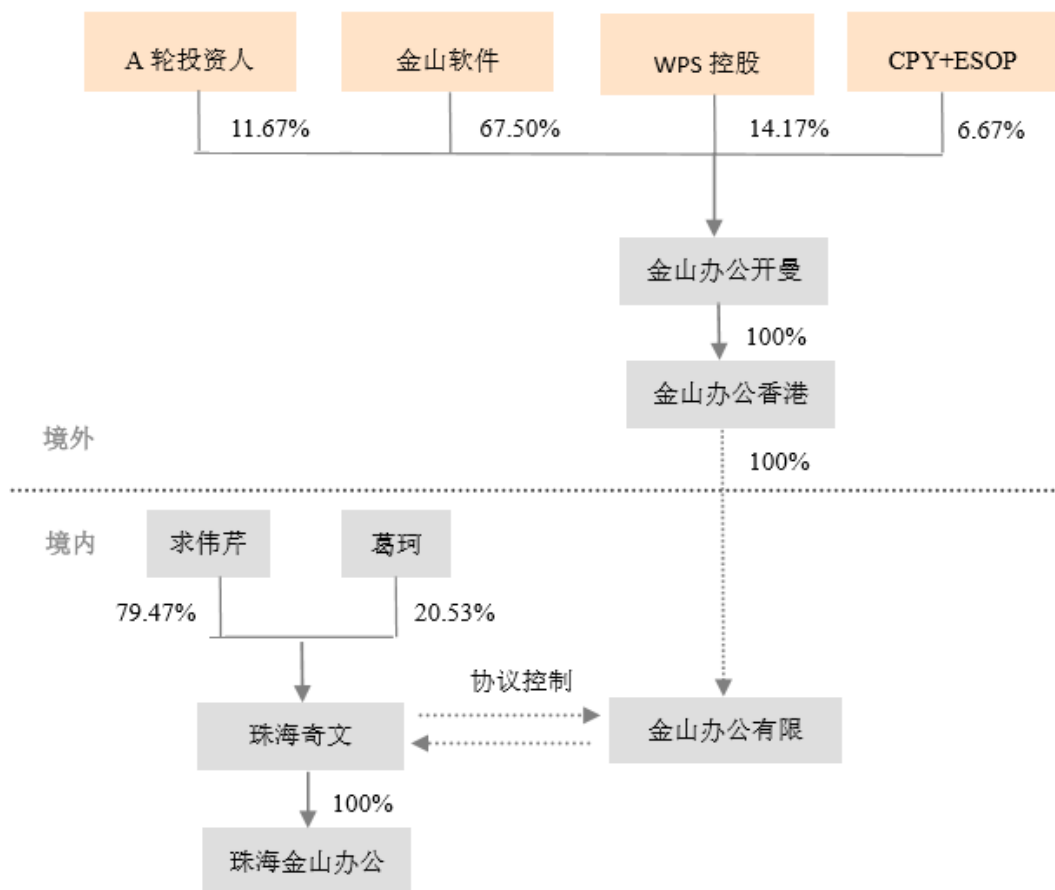 A 轮投资人
金山软件
WPS 控股
CPY+ESOP
11.67%
67.50%
14.17%
6.67%
金山办公开曼
100%
金山办公香港
境外
100%
境内
求伟芹
葛珂
79.47%
20.53%
协议控制
珠海奇文
金山办公有限
100%
珠海金山办公